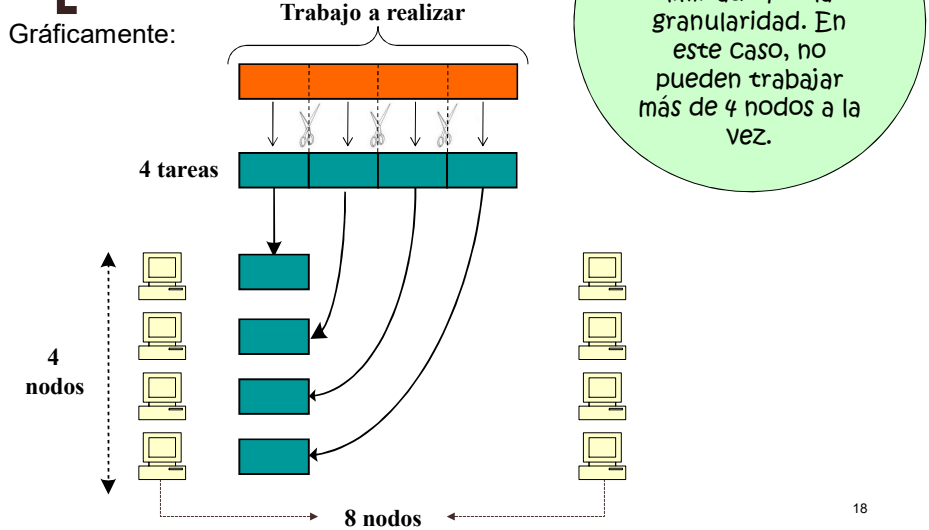 Trabajo a realizar
Gráficamente:
granularidad. En
este caso, no
pueden trabajar
más de 4 nodos a la
vez.
4 tareas
4
nodos
8 nodos
18